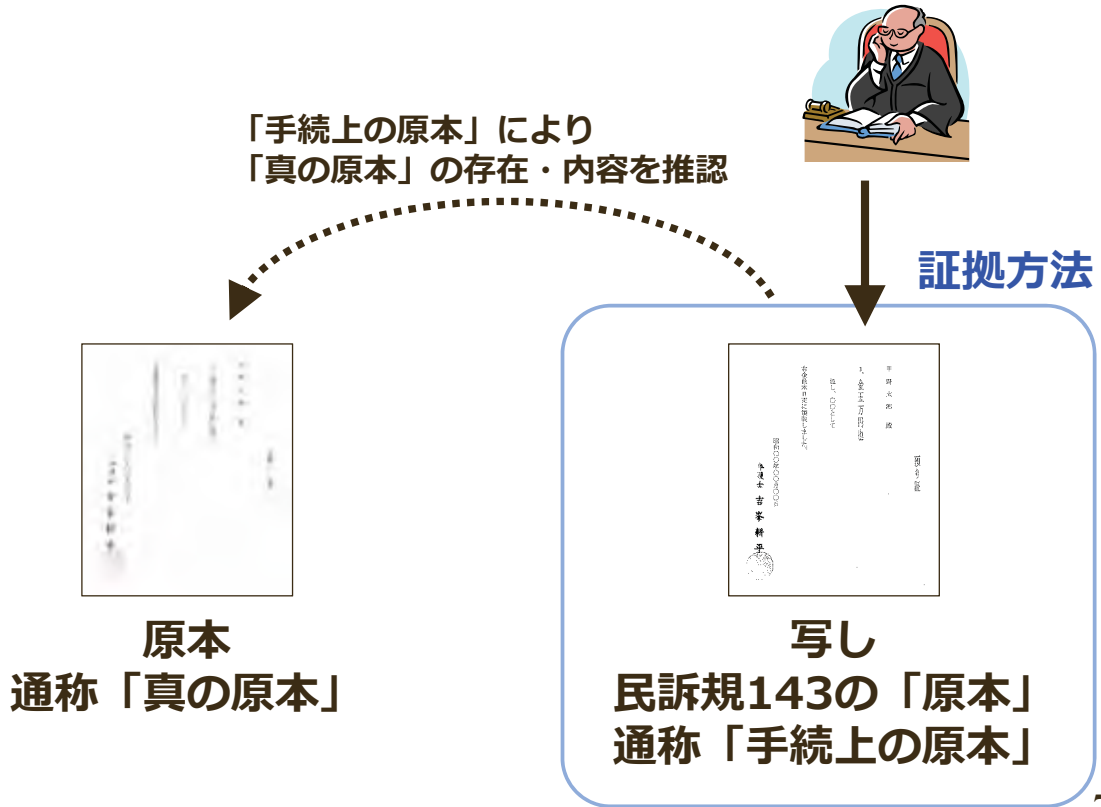 「手続上の原本」により
「真の原本」の存在・内容を推認
証拠方法
原本
通称「真の原本」
写し
民訴規143の「原本」
通称「手続上の原本」